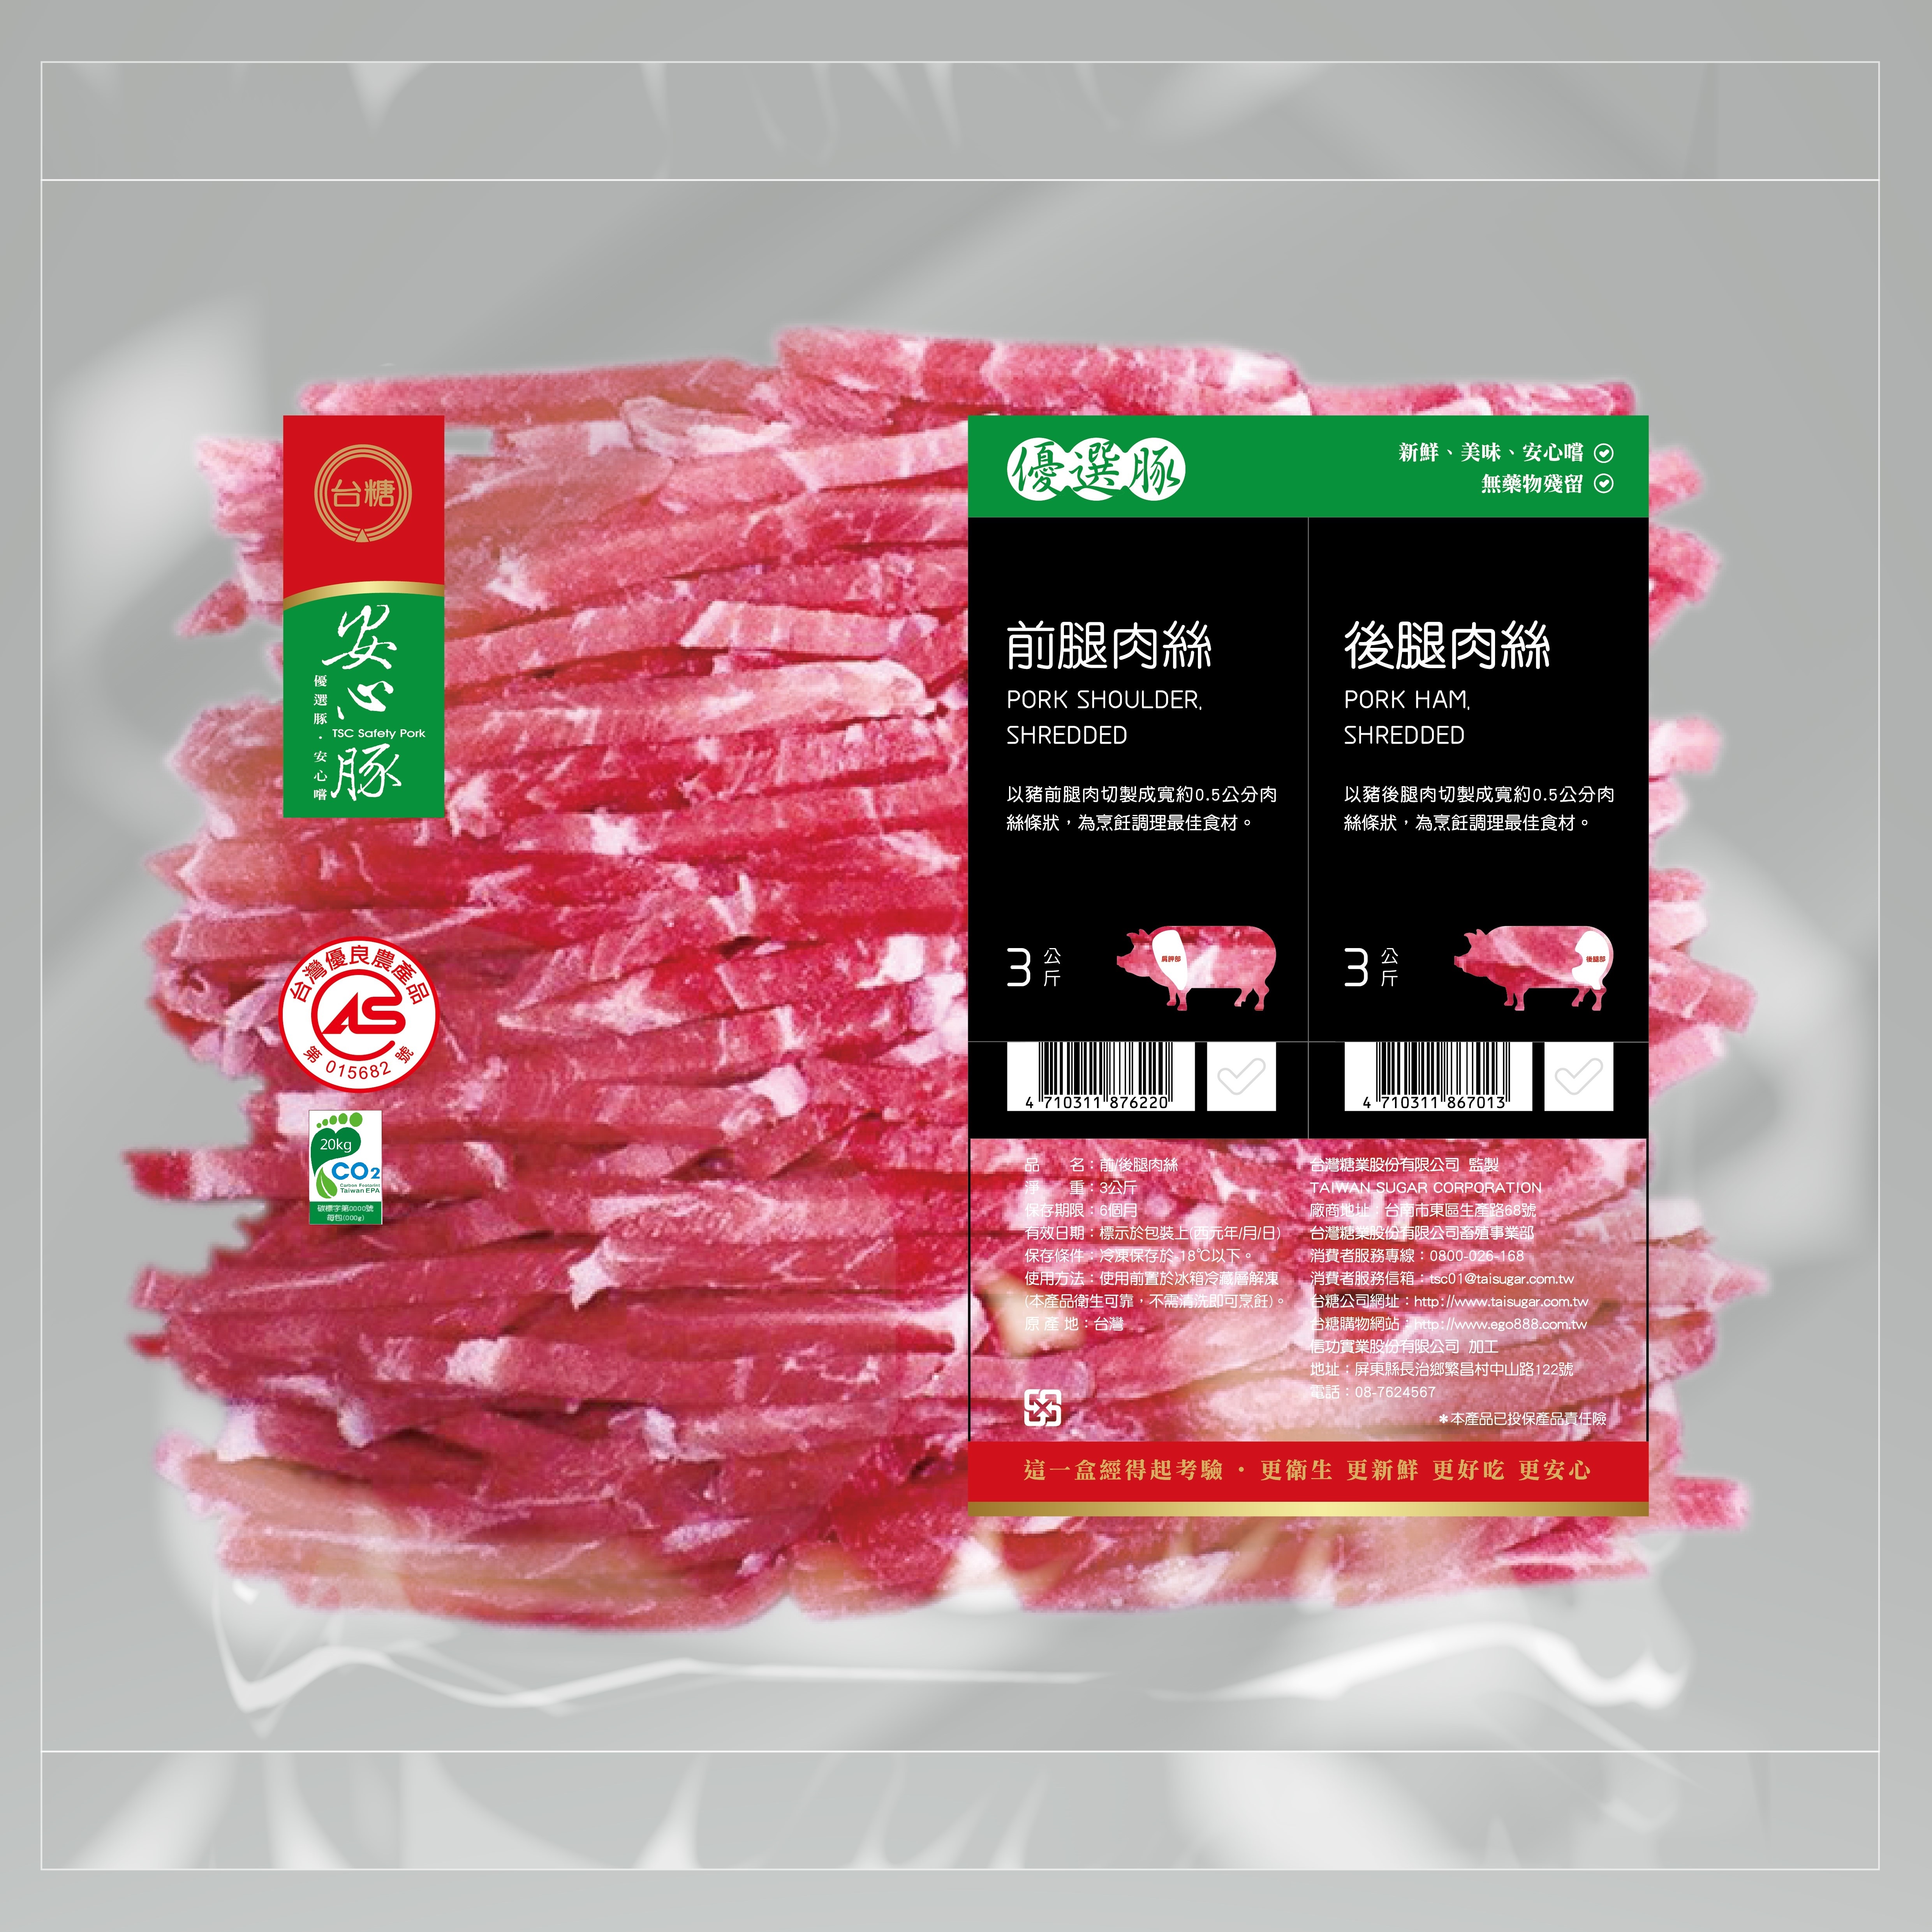 台糖
安心豚
TSC Safety Pork
優選豚・安心嚐
台灣優良農產品
CAS
第 015682 號
20kg
CO2
Carbon Footprint
Taiwan EPA
碳標字第0000號
每包(000g)
優選豚
新鮮、美味、安心嚐
無藥物殘留
前腿肉絲
PORK SHOULDER,
SHREDDED
以豬前腿肉切製成寬約0.5公分肉
絲條狀，為烹飪調理最佳食材。
3公斤
肩胛部
4 710311 876220
後腿肉絲
PORK HAM,
SHREDDED
以豬後腿肉切製成寬約0.5公分肉
絲條狀，為烹飪調理最佳食材。
3公斤
後腿部
4 710311 867013
品　　名：前/後腿肉絲
淨　　重：3公斤
保存期限：6個月
有效日期：標示於包裝上(西元年/月/日)
保存條件：冷凍保存於-18℃以下。
使用方法：使用前置於冰箱冷藏層解凍
(本產品衛生可靠，不需清洗即可烹飪)。
原 產 地：台灣
台灣糖業股份有限公司 監製
TAIWAN SUGAR CORPORATION
廠商地址：台南市東區生產路68號
台灣糖業股份有限公司畜殖事業部
消費者服務專線：0800-026-168
消費者服務信箱：tsc01@taisugar.com.tw
台糖公司網址：http://www.taisugar.com.tw
台糖購物網站：http://www.ego888.com.tw
信功實業股份有限公司 加工
地址：屏東縣長治鄉繁昌村中山路122號
電話：08-7624567
＊本產品已投保產品責任險
這一盒經得起考驗・更衛生 更新鮮 更好吃 更安心